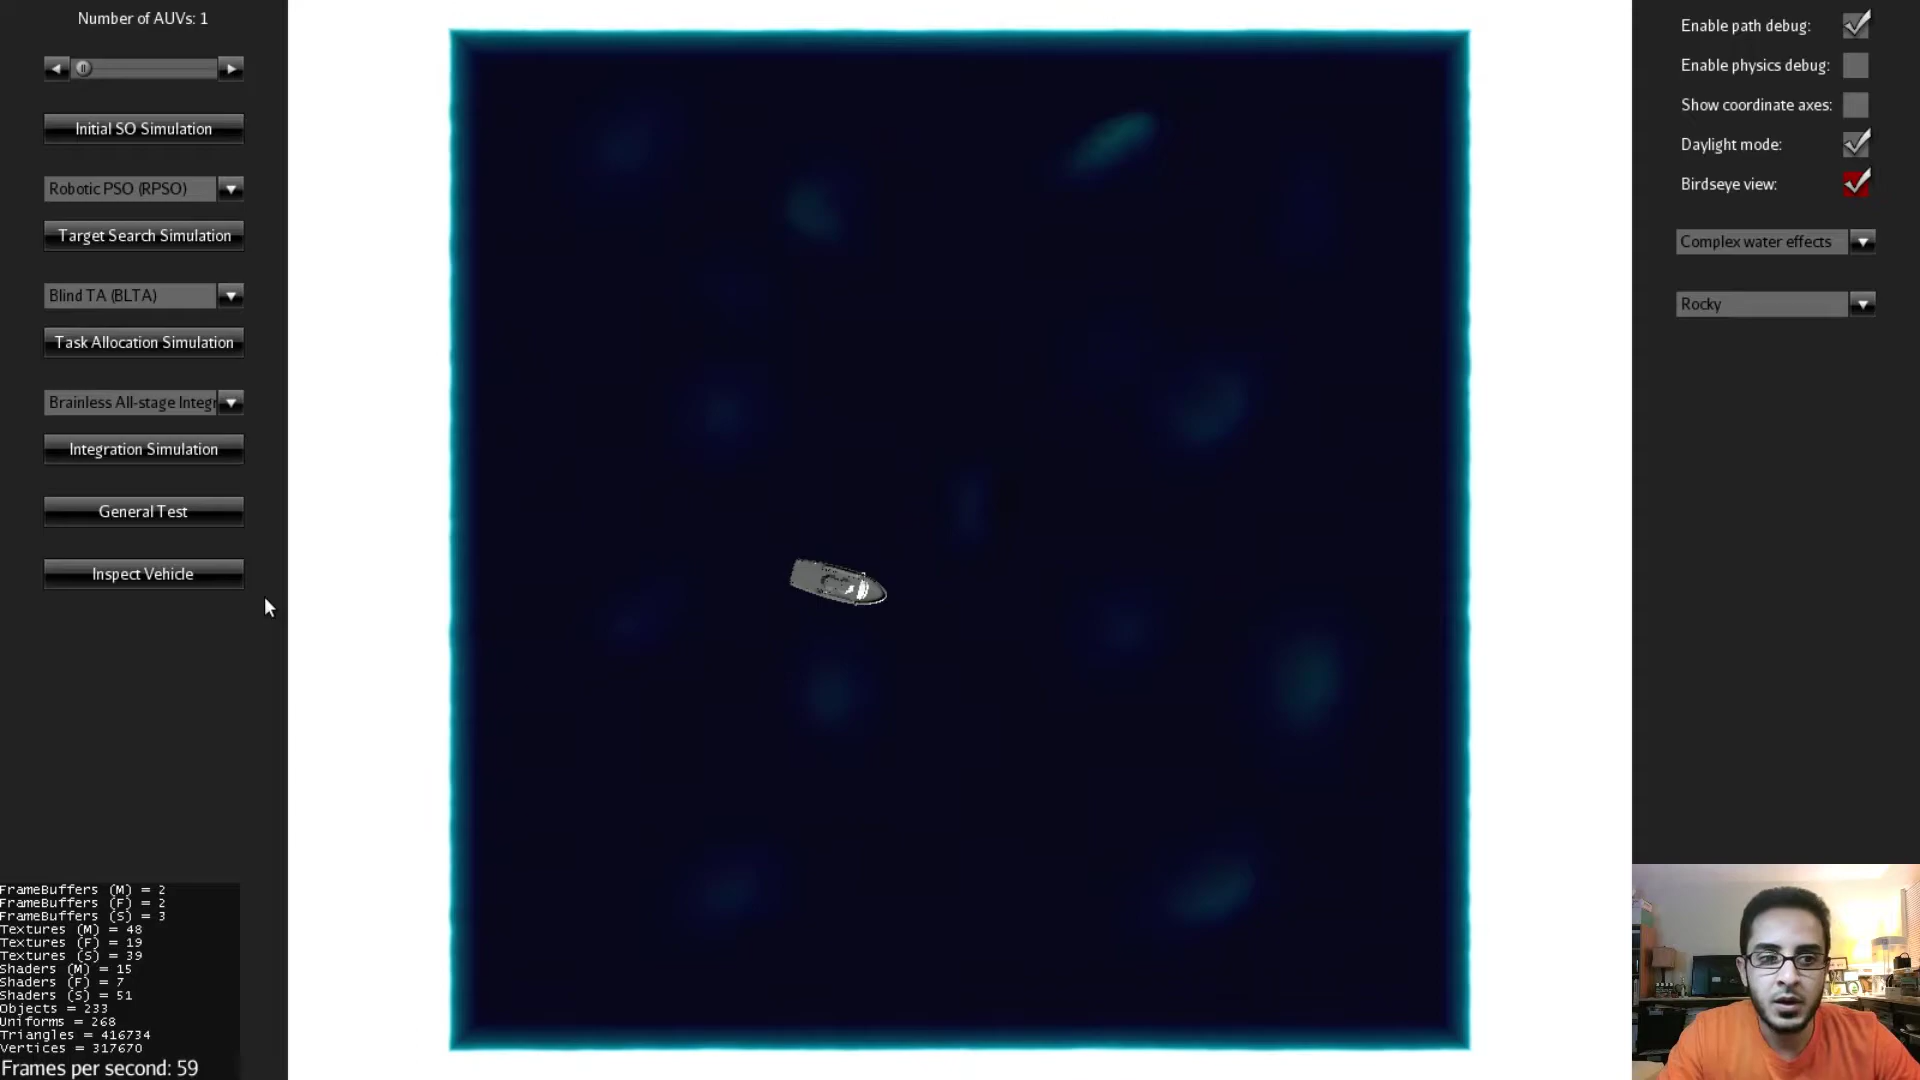 Number of AUVs: 1
Initial SO Simulation
Robotic PSO (RPSO)
Target Search Simulation
Blind TA (BLTA)
Task Allocation Simulation
Brainless All-stage Integr
Integration Simulation
General Test
Inspect Vehicle
FrameBuffers (M) = 2
FrameBuffers (F) = 2
FrameBuffers (S) = 3
Textures (M) = 48
Textures (F) = 19
Textures (S) = 39
Shaders (M) = 15
Shaders (F) = 7
Shaders (S) = 51
Objects = 233
Uniforms = 268
Triangles = 416734
Vertices = 317670
Frames per second: 59
Enable path debug:
Enable physics debug:
Show coordinate axes:
Daylight mode:
Birdseye view:
Complex water effects
Rocky